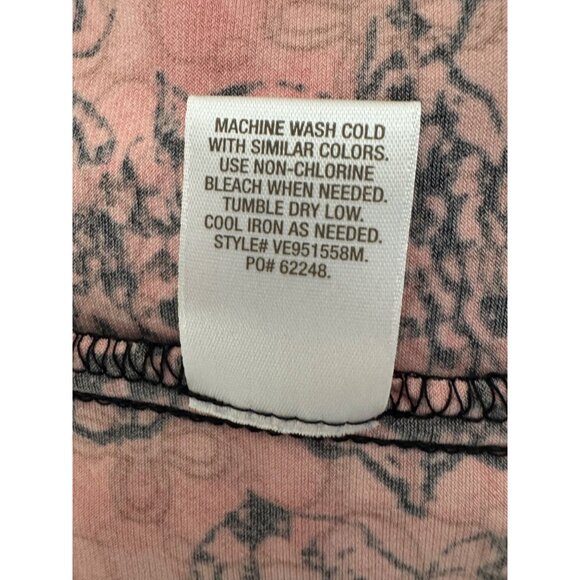 MACHINE WASH COLD
WITH SIMILAR COLORS.
USE NON-CHLORINE
BLEACH WHEN NEEDED.
TUMBLE DRY LOW.
COOL IRON AS NEEDED.
STYLE# VE951558M.
PO# 62248.